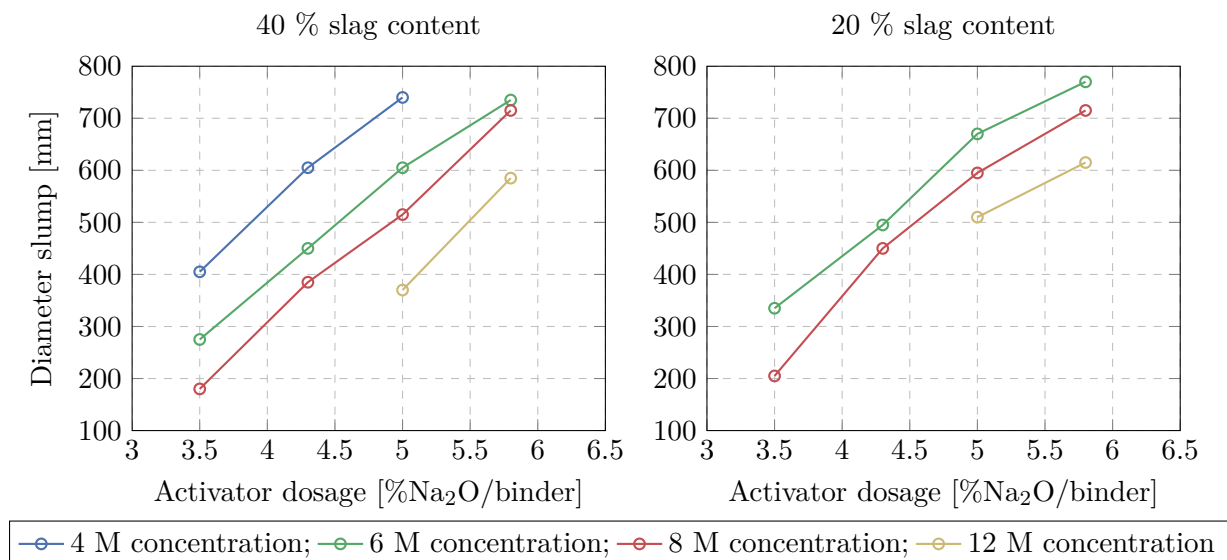 40 % slag content
20 % slag content
Diameter slump [mm]
800
700
600
500
400
300
200
100
3 3.5 4 4.5 5 5.5 6 6.5
Activator dosage [%Na₂O/binder]
800
700
600
500
400
300
200
100
3 3.5 4 4.5 5 5.5 6 6.5
Activator dosage [%Na₂O/binder]
4 M concentration; 6 M concentration; 8 M concentration; 12 M concentration